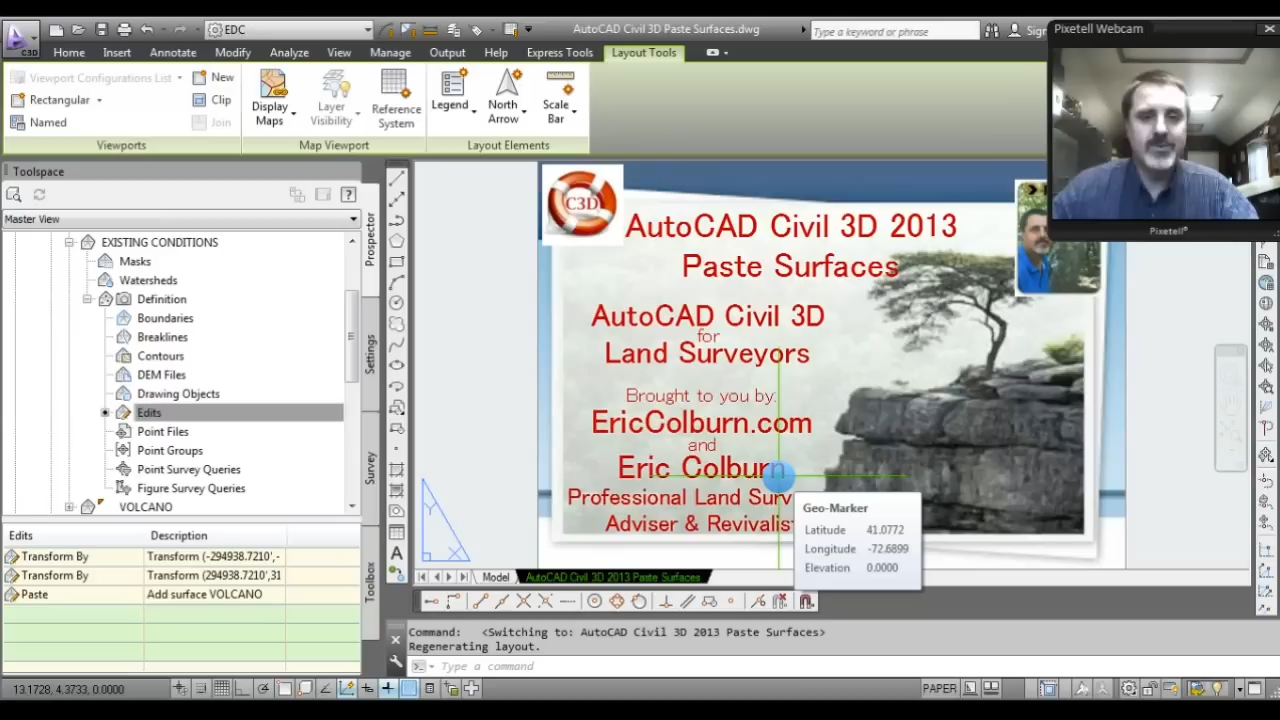 EDC
AutoCAD Civil 3D Paste Surfaces.dwg
Type a keyword or phrase
Pixetell Webcam
C3D
Home Insert Annotate Modify View Analyze Manage Output Help Express Tools Layout Tools
Viewport Configurations List
New
Rectangular
Clip
Named
Join
Display Maps
Layer Visibility
Reference System
Legend
North Arrow
Scale Bar
Viewports
Map Viewport
Layout Elements
Pixetell®
Toolspace
Master View
EXISTING CONDITIONS
Masks
Watersheds
Definition
Boundaries
Breaklines
Contours
DEM Files
Drawing Objects
Edits
Point Files
Point Groups
Point Survey Queries
Figure Survey Queries
VOLCANO
Prospector
Settings
Survey
Toolbox
Edits Description
Transform By Transform (-294938.7210',-
Transform By Transform (294938.7210',31
Paste Add surface VOLCANO
C3D
AutoCAD Civil 3D 2013
Paste Surfaces
AutoCAD Civil 3D
for
Land Surveyors
Brought to you by:
EricColburn.com
and
Eric Colburn
Professional Land Surv
Adviser & Revivalist
Geo-Marker
Latitude 41.0772
Longitude -72.6899
Elevation 0.0000
Y
X
Model AutoCAD Civil 3D 2013 Paste Surfaces
Command: <Switching to: AutoCAD Civil 3D 2013 Paste Surfaces>
Regenerating layout.
Type a command
13.1728, 4.3733, 0.0000
PAPER